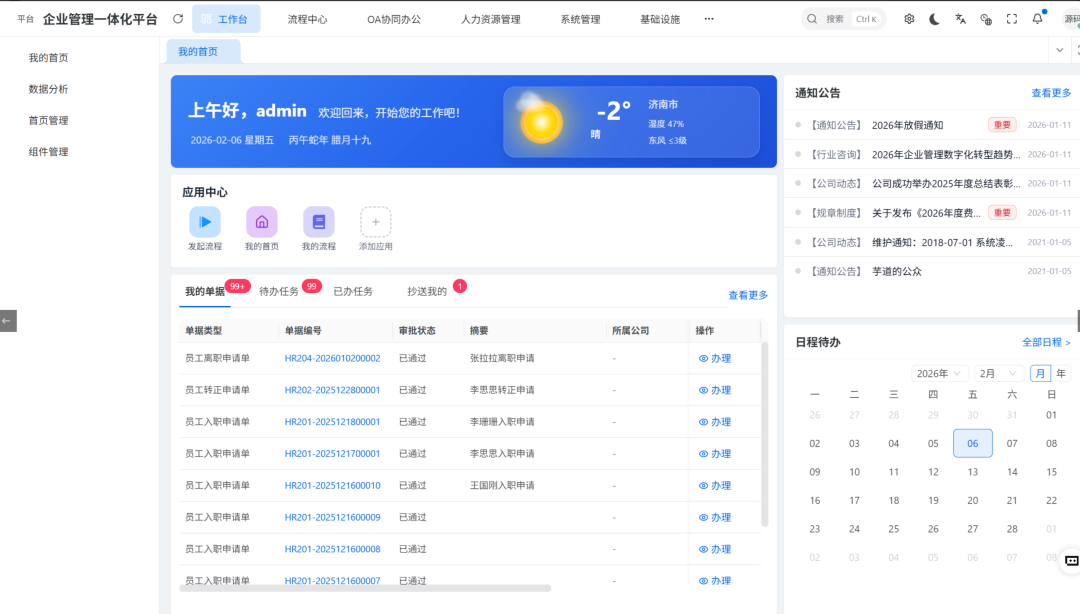 平台 企业管理一体化平台 工作台 流程中心 OA协同办公 人力资源管理 系统管理 基础设施 ··· 搜索 Ctrl K 源码
我的首页
我的首页
数据分析
首页管理
组件管理
上午好，admin 欢迎回来，开始您的工作吧！
2026-02-06 星期五 丙午蛇年 腊月十九
-2° 晴
济南市
湿度 47%
东风 ≤3级
应用中心
发起流程 我的首页 我的流程 添加应用
我的单据 99+ 待办任务 99 已办任务 抄送我的 1 查看更多
单据类型 单据编号 审批状态 摘要 所属公司 操作
员工离职申请单 HR204-2026010200002 已通过 张拉拉离职申请 - 办理
员工转正申请单 HR202-2025122800001 已通过 李思思转正申请 - 办理
员工入职申请单 HR201-2025121800001 已通过 李珊珊入职申请 - 办理
员工入职申请单 HR201-2025121700001 已通过 李思思入职申请 - 办理
员工入职申请单 HR201-2025121600010 已通过 王国刚入职申请 - 办理
员工入职申请单 HR201-2025121600009 已通过 - 办理
员工入职申请单 HR201-2025121600008 已通过 - 办理
员工入职申请单 HR201-2025121600007 已通过 - 办理
通知公告 查看更多
【通知公告】 2026年放假通知 重要 2026-01-11
【行业咨询】 2026年企业管理数字化转型趋势... 2026-01-11
【公司动态】 公司成功举办2025年度总结表彰... 2026-01-11
【规章制度】 关于发布《2026年度费... 重要 2026-01-11
【公司动态】 维护通知：2018-07-01 系统凌... 2021-01-05
【通知公告】 芋道的公众 2021-01-05
日程待办 全部日程 >
2026年 2月 月 年
一 二 三 四 五 六 日
26 27 28 29 30 31 01
02 03 04 05 06 07 08
09 10 11 12 13 14 15
16 17 18 19 20 21 22
23 24 25 26 27 28 01
02 03 04 05 06 07 08